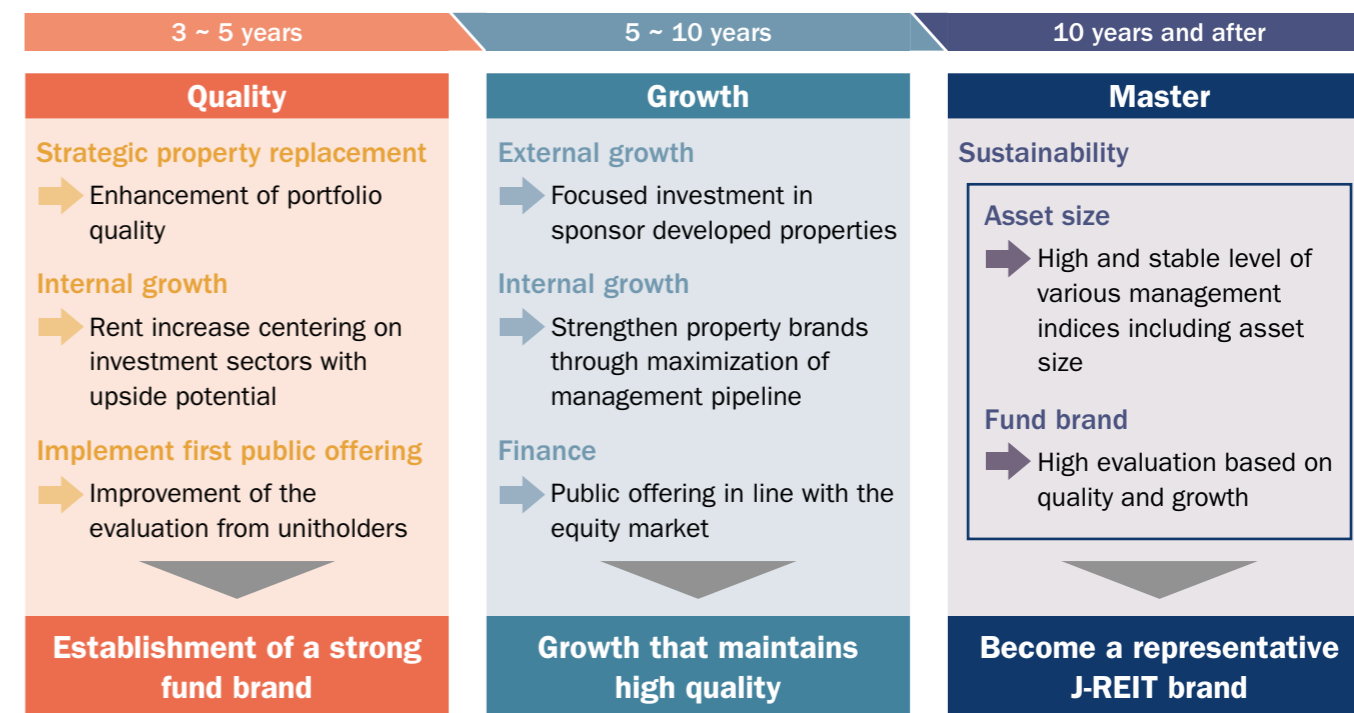 3 ~ 5 years
5 ~ 10 years
10 years and after
Quality
Strategic property replacement
Enhancement of portfolio
quality
Internal growth
Rent increase centering on
investment sectors with
upside potential
Implement first public offering
Improvement of the
evaluation from unitholders
Establishment of a strong
fund brand
Growth
External growth
Focused investment in
sponsor developed properties
Internal growth
Strengthen property brands
through maximization of
management pipeline
Finance
Public offering in line with the
equity market
Growth that maintains
high quality
Master
Sustainability
Asset size
High and stable level of
various management
indices including asset
size
Fund brand
High evaluation based on
quality and growth
Become a representative
J-REIT brand